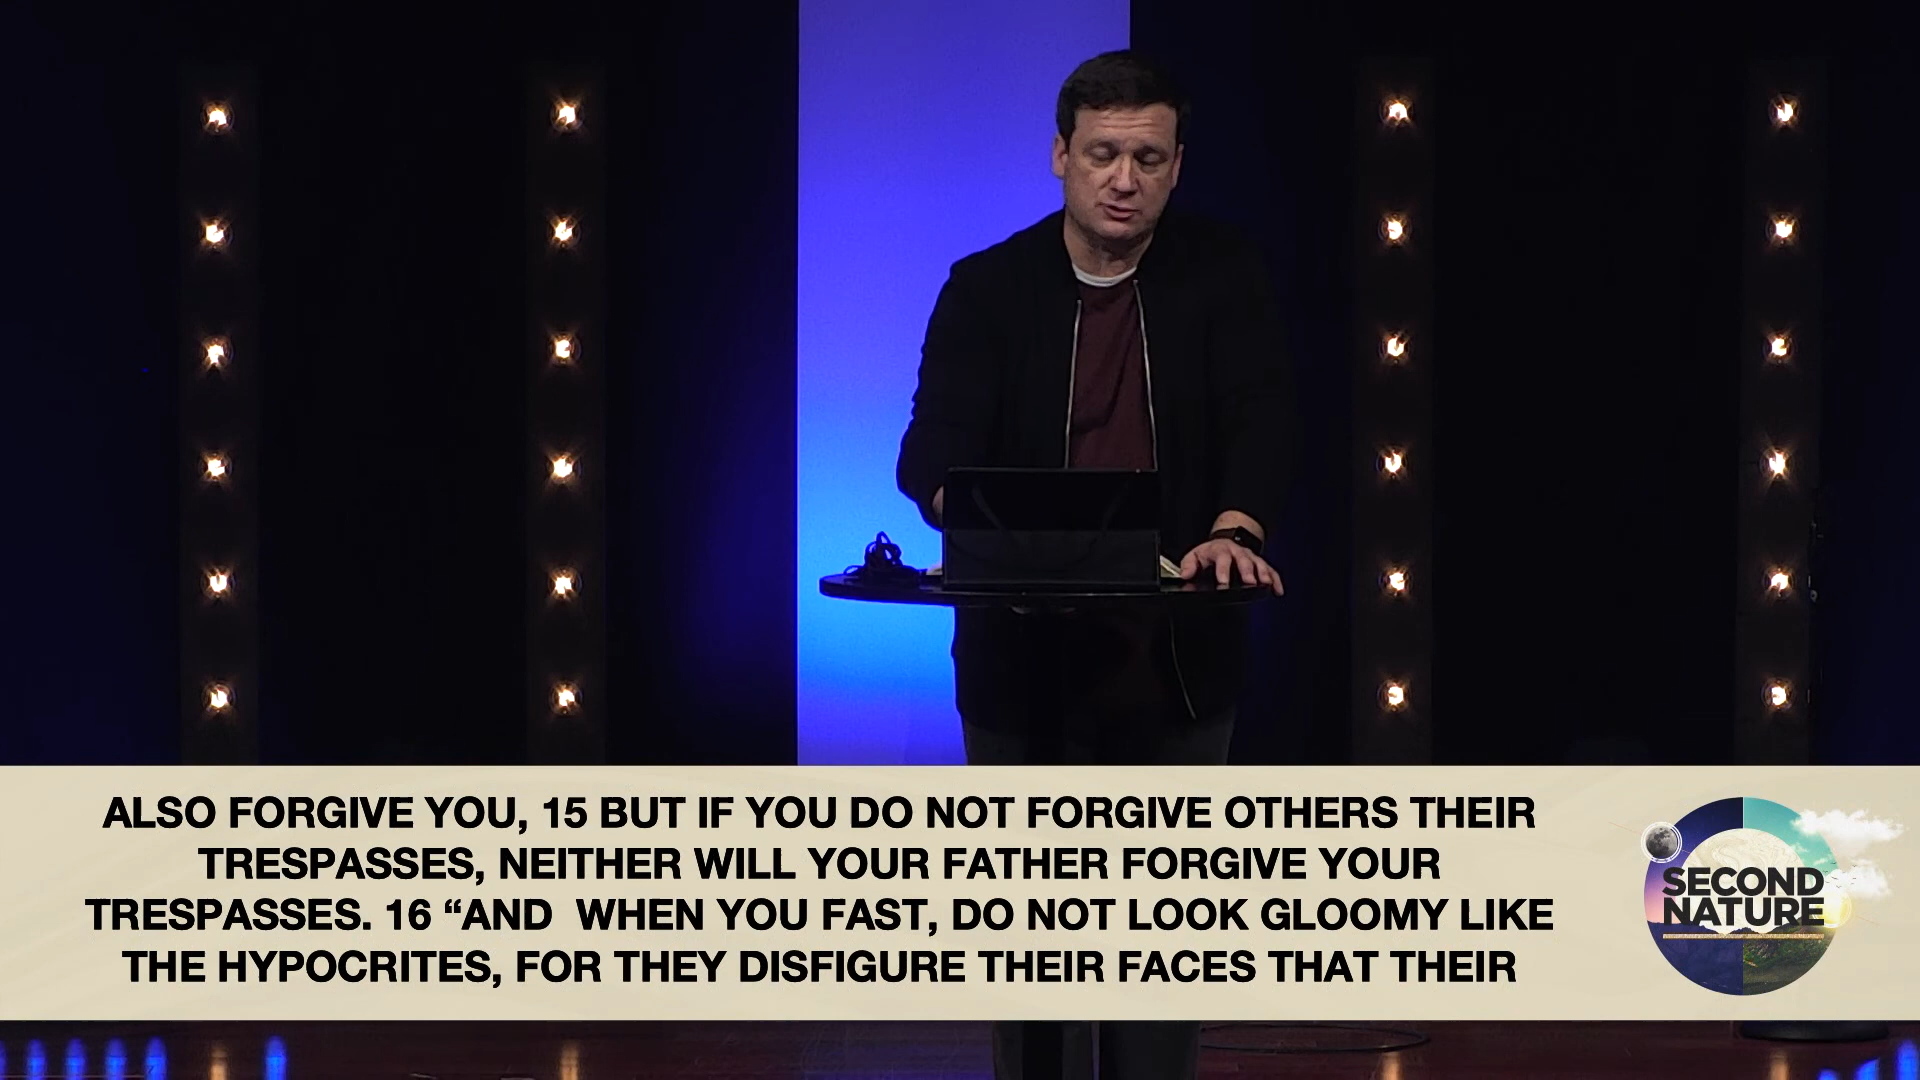 ALSO FORGIVE YOU, 15 BUT IF YOU DO NOT FORGIVE OTHERS THEIR
TRESPASSES, NEITHER WILL YOUR FATHER FORGIVE YOUR
TRESPASSES. 16 “AND  WHEN YOU FAST, DO NOT LOOK GLOOMY LIKE
THE HYPOCRITES, FOR THEY DISFIGURE THEIR FACES THAT THEIR
SECOND
NATURE